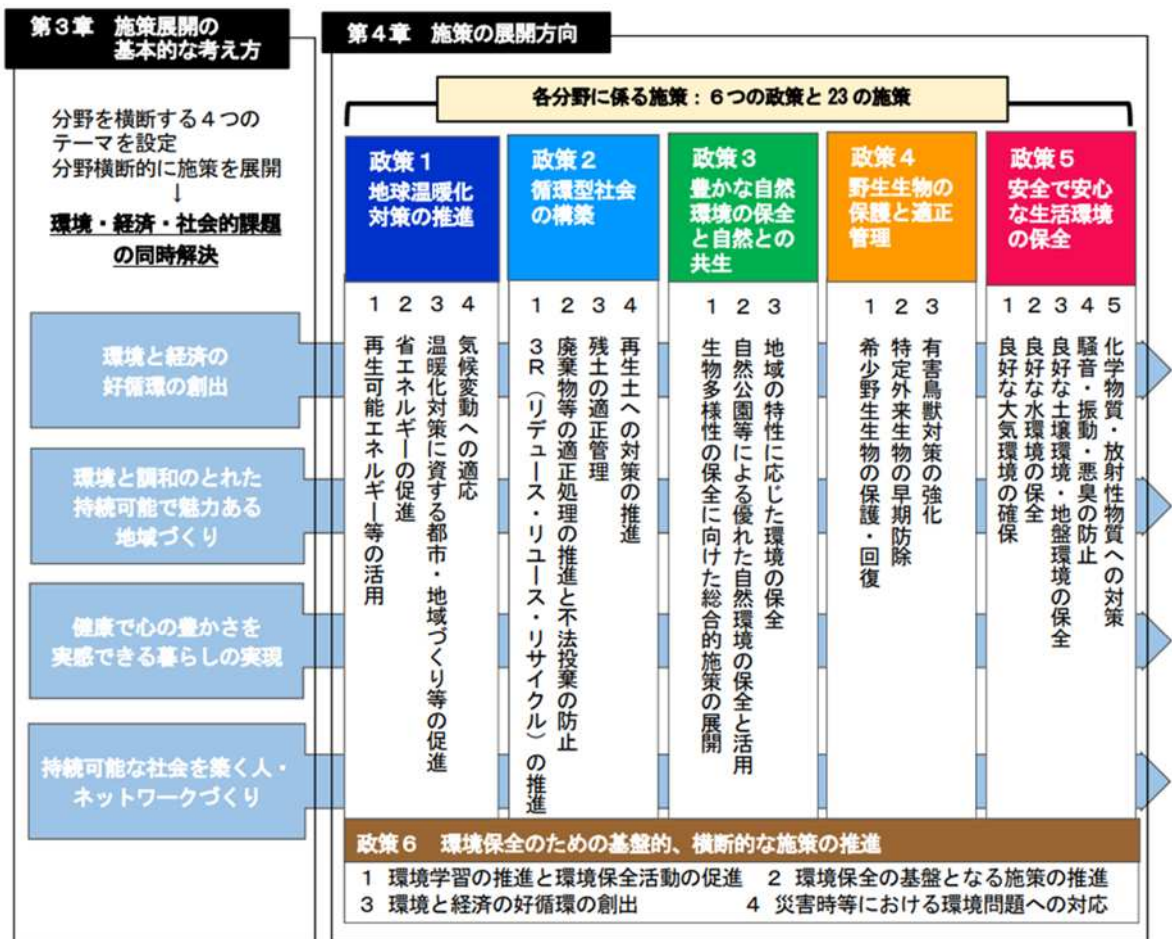 第3章 施策展開の
基本的な考え方
分野を横断する4つの
テーマを設定
分野横断的に施策を展開
↓
環境・経済・社会的課題
の同時解決
環境と経済の
好循環の創出
環境と調和のとれた
持続可能で魅力ある
地域づくり
健康で心の豊かさを
実感できる暮らしの実現
持続可能な社会を築く人・
ネットワークづくり
第4章 施策の展開方向
各分野に係る施策:6つの政策と23の施策
政策1
地球温暖化
対策の推進
1 再生可能エネルギー等の活用
2 省エネルギーの促進
3 温暖化対策に資する都市・地域づくり等の促進
4 気候変動への適応
政策2
循環型社会
の構築
1 3R(リデュース・リユース・リサイクル)の推進
2 廃棄物等の適正処理の推進と不法投棄の防止
3 残土の適正管理
4 再生土への対策の推進
政策3
豊かな自然
環境の保全
と自然との
共生
1 生物多様性の保全に向けた総合的施策の展開
2 自然公園等による優れた自然環境の保全と活用
3 地域の特性に応じた環境の保全
政策4
野生生物の
保護と適正
管理
1 希少野生生物の保護・回復
2 特定外来生物の早期防除
3 有害鳥獣対策の強化
政策5
安全で安心
な生活環境
の保全
1 良好な大気環境の確保
2 良好な水環境の保全
3 良好な土壌環境・地盤環境の保全
4 騒音・振動・悪臭の防止
5 化学物質・放射性物質への対策
政策6 環境保全のための基盤的、横断的な施策の推進
1 環境学習の推進と環境保全活動の促進 2 環境保全の基盤となる施策の推進
3 環境と経済の好循環の創出 4 災害時等における環境問題への対応